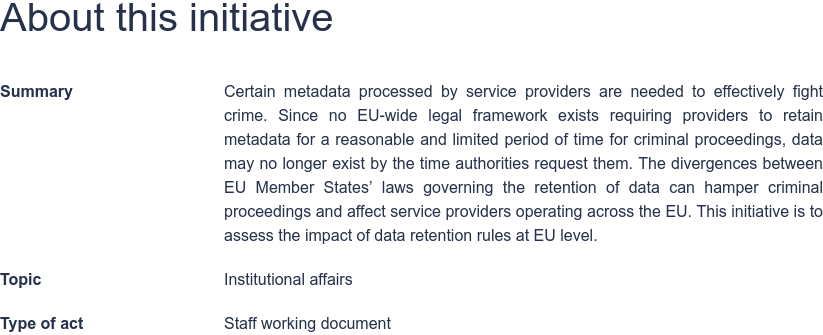 About this initiative
Summary
Certain metadata processed by service providers are needed to effectively fight
crime. Since no EU-wide legal framework exists requiring providers to retain
metadata for a reasonable and limited period of time for criminal proceedings, data
may no longer exist by the time authorities request them. The divergences between
EU Member States’ laws governing the retention of data can hamper criminal
proceedings and affect service providers operating across the EU. This initiative is to
assess the impact of data retention rules at EU level.
Topic
Institutional affairs
Type of act
Staff working document